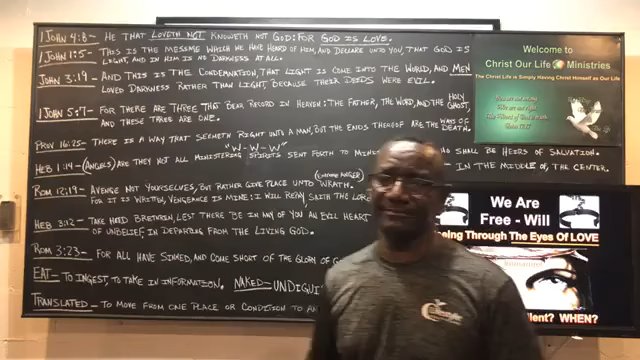 1 JOHN 4:8- HE THAT LOVETH NOT KNOWETH NOT GOD: FOR GOD IS LOVE.
1 JOHN 1:5- THIS IS THE MESSAGE WHICH WE HAVE HEARD OF HIM, AND DECLARE UNTO YOU, THAT GOD IS
LIGHT, AND IN HIM IS NO DARKNESS AT ALL.
JOHN 3:19- AND THIS IS THE CONDEMNATION, THAT LIGHT IS COME INTO THE WORLD, AND MEN
LOVED DARKNESS RATHER THAN LIGHT, BECAUSE THEIR DEEDS WERE EVIL.
1 JOHN 5:7- FOR THERE ARE THREE THAT BEAR RECORD IN HEAVEN: THE FATHER, THE WORD, AND THE HOLY GHOST,
AND THESE THREE ARE ONE.
PROV 16:25- THERE IS A WAY THAT SEEMETH RIGHT UNTO A MAN, BUT THE ENDS THEREOF ARE THE WAYS OF DEATH.
"W-W-W"
HEB 1:14- (ANGELS) ARE THEY NOT ALL MINISTERING SPIRITS SENT FORTH TO WHO SHALL BE HEIRS OF SALVATION.
IN THE MIDDLE OF, THE CENTER.
ROM 12:19- AVENGE NOT YOURSELVES, BUT RATHER GIVE PLACE UNTO WRATH:
FOR IT IS WRITTEN, VENGEANCE IS MINE: I WILL REPAY SAITH THE LORD
HEB 3:12- TAKE HEED BRETHREN, LEST THERE BE IN ANY OF YOU AN EVIL HEART
OF UNBELIEF, IN DEPARTING FROM THE LIVING GOD.
ROM 3:23- FOR ALL HAVE SINNED, AND COME SHORT OF THE GLORY OF
EAT- TO INGEST, TO TAKE IN INFORMATION. NAKED-
TRANSLATED- TO MOVE FROM ONE PLACE OR CONDITION TO
Welcome to
Christ Our Life Ministries
The Christ Life is Simply Having Christ Himself as Our Life
We Are
Free - Will
Through The Eyes Of LOVE
WHEN?